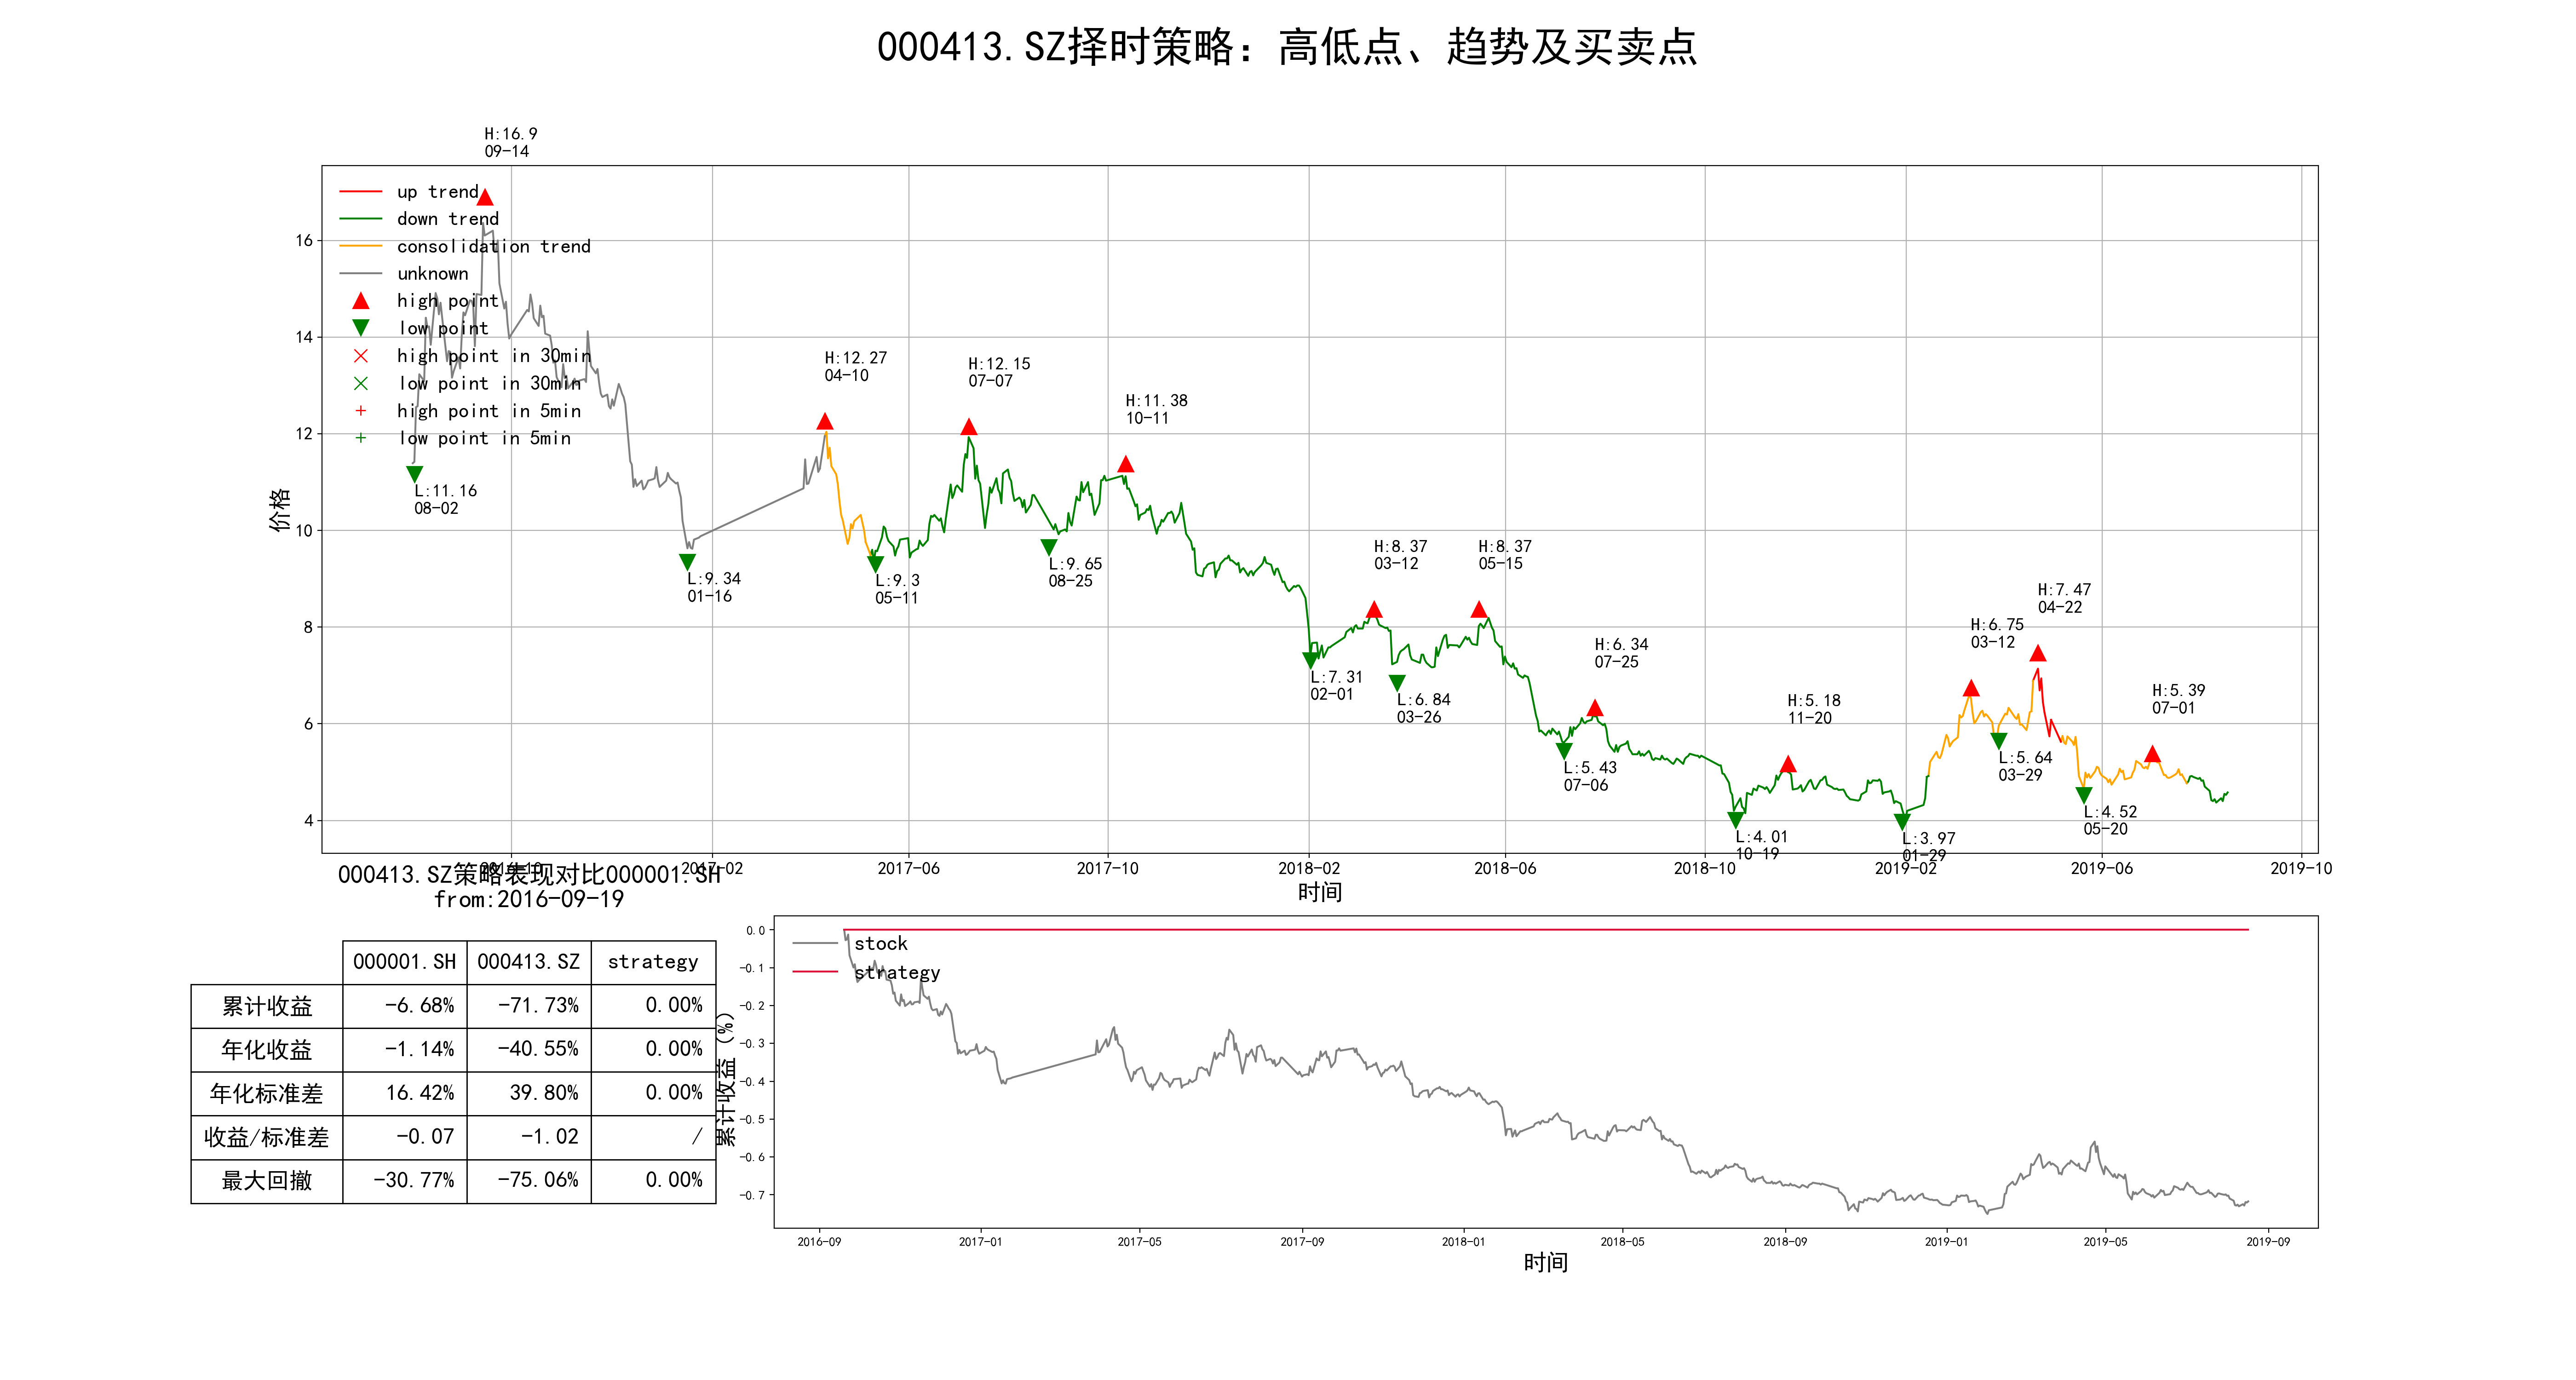 000413.SZ择时策略：高低点、趋势及买卖点
H:16.9
09-14
up trend
down trend
consolidation trend
unknown
high point
low point
high point in 30min
low point in 30min
high point in 5min
low point in 5min
16
14
12
10
8
6
4
价格
L:11.16
08-02
L:9.34
01-16
H:12.27
04-10
L:9.3
05-11
H:12.15
07-07
L:9.65
08-25
H:11.38
10-11
L:7.31
02-01
H:8.37
03-12
L:6.84
03-26
H:8.37
05-15
L:5.43
07-06
H:6.34
07-25
L:4.01
10-19
H:5.18
11-20
L:3.97
01-29
H:6.75
03-12
L:5.64
03-29
H:7.47
04-22
L:4.52
05-20
H:5.39
07-01
2016-10
2017-02
2017-06
2017-10
2018-02
2018-06
2018-10
2019-02
2019-06
2019-10
时间
000413.SZ策略表现对比000001.SH
from:2016-09-19
000001.SH 000413.SZ strategy
累计收益 -6.68% -71.73% 0.00%
年化收益 -1.14% -40.55% 0.00%
年化标准差 16.42% 39.80% 0.00%
收益/标准差 -0.07 -1.02 /
最大回撤 -30.77% -75.06% 0.00%
stock
strategy
0.0
-0.1
-0.2
-0.3
-0.4
-0.5
-0.6
-0.7
累计收益（%）
2016-09
2017-01
2017-05
2017-09
2018-01
2018-05
2018-09
2019-01
2019-05
2019-09
时间